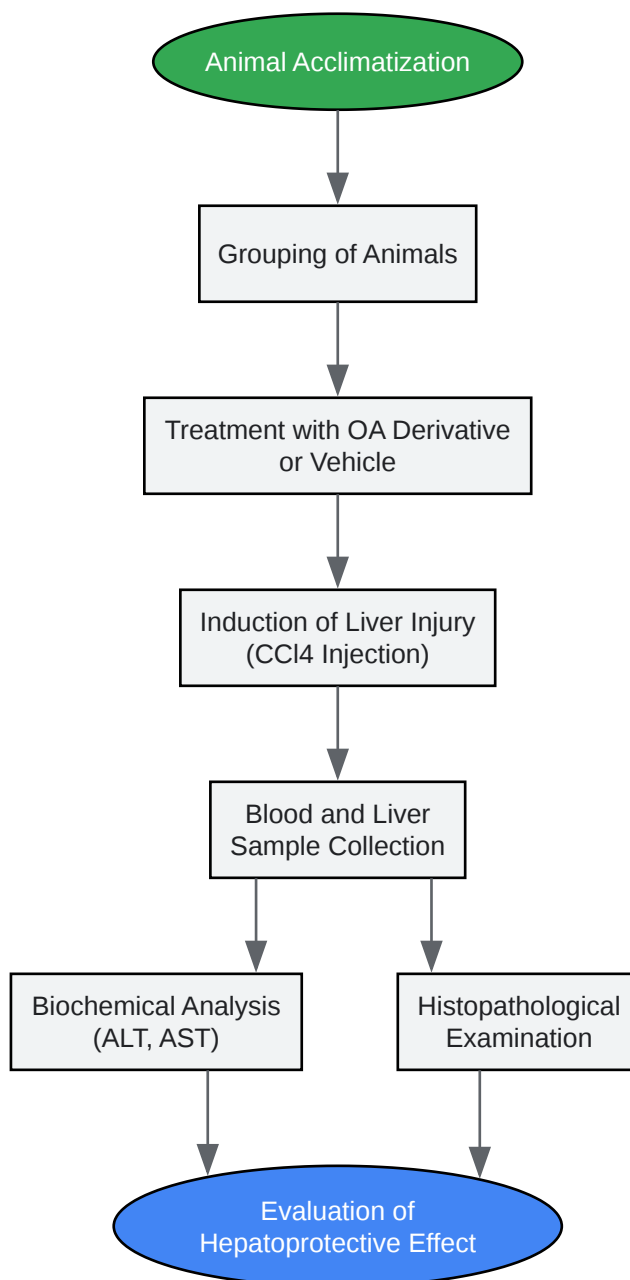 Animal Acclimatization
Grouping of Animals
Treatment with OA Derivative
or Vehicle
Induction of Liver Injury
(CCl4 Injection)
Blood and Liver
Sample Collection
Biochemical Analysis
(ALT, AST)
Histopathological
Examination
Evaluation of
Hepatoprotective Effect